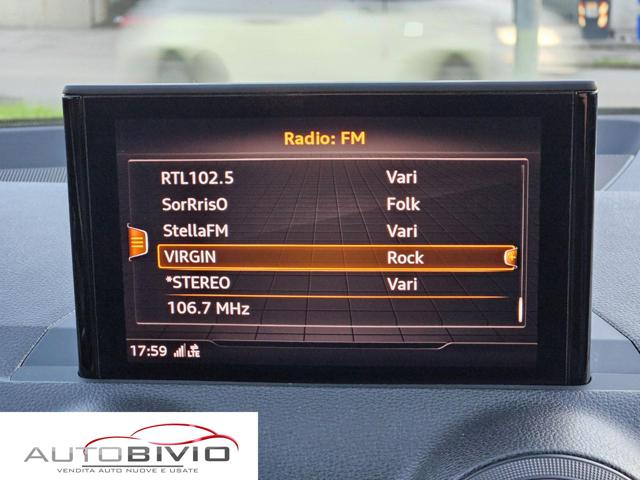 Radio: FM
RTL102.5 Vari
SorRrisO Folk
StellaFM Vari
VIRGIN Rock
*STEREO Vari
106.7 MHz
17:59 LTE
AUTOBIVIO
VENDITA AUTO NUOVE E USATE